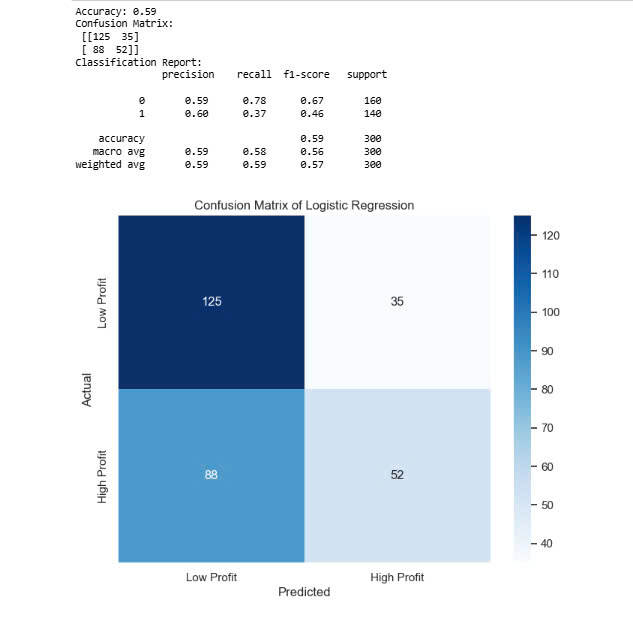 Accuracy: 0.59
Confusion Matrix:
[[125  35]
[ 88  52]]
Classification Report:
precision    recall  f1-score   support
0       0.59      0.78      0.67       160
1       0.60      0.37      0.46       140
accuracy                           0.59       300
macro avg       0.59      0.58      0.56       300
weighted avg       0.59      0.59      0.57       300
Confusion Matrix of Logistic Regression
120
110
100
90
80
70
60
50
40
Actual
Low Profit
125
35
High Profit
88
52
Low Profit
High Profit
Predicted